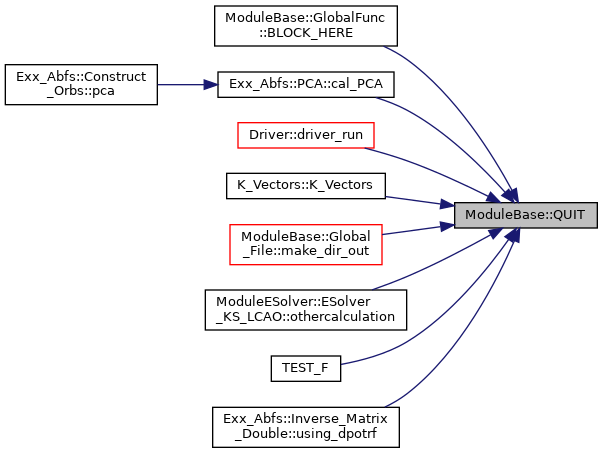 ModuleBase::GlobalFunc
::BLOCK_HERE
Exx_Abfs::Construct
_Orbs::pca
Exx_Abfs::PCA::cal_PCA
Driver::driver_run
K_Vectors::K_Vectors
ModuleBase::QUIT
ModuleBase::Global
_File::make_dir_out
ModuleESolver::ESolver
_KS_LCAO::othercalculation
TEST_F
Exx_Abfs::Inverse_Matrix
_Double::using_dpotrf